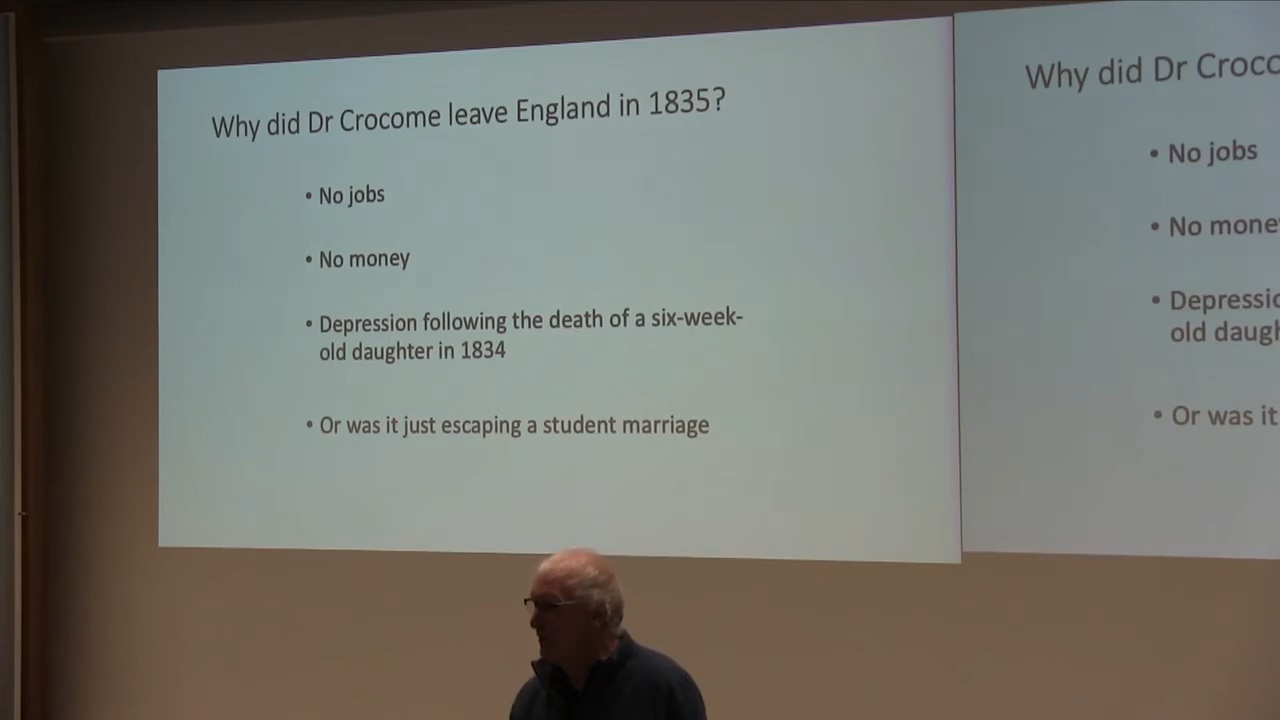 Why did Dr Crocome leave England in 1835?
• No jobs
• No money
• Depression following the death of a six-week-
old daughter in 1834
• Or was it just escaping a student marriage
Why did Dr Croco
• No jobs
• No mone
• Depressio
old daugh
• Or was it